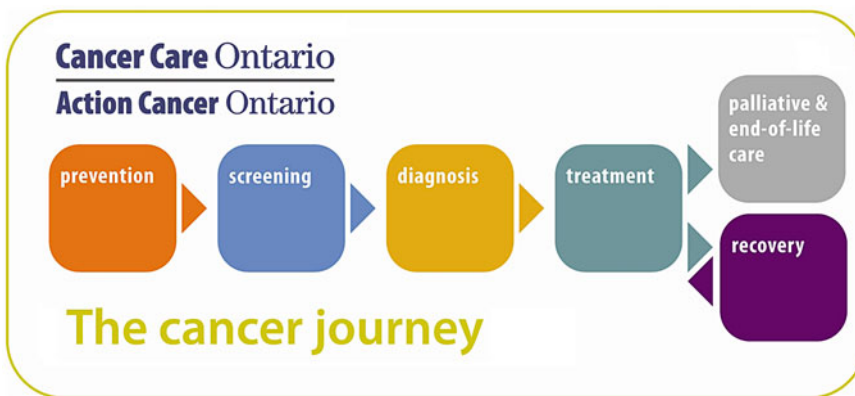 Cancer Care Ontario
Action Cancer Ontario
prevention
screening
diagnosis
treatment
palliative &
end-of-life
care
recovery
The cancer journey